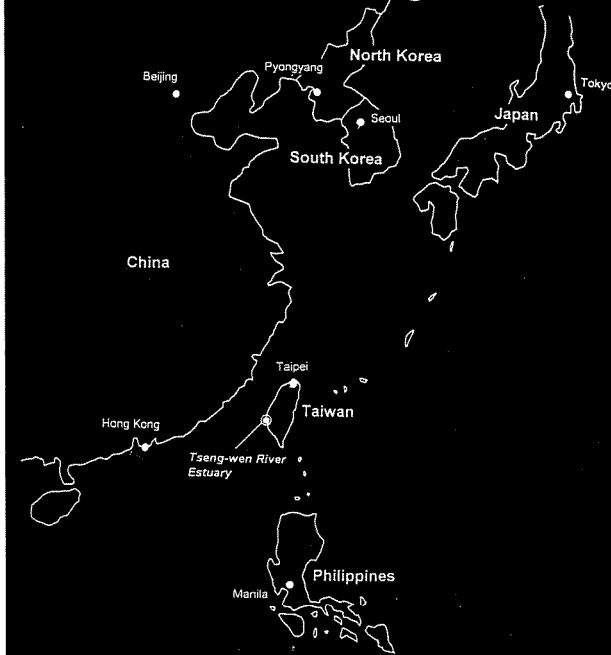 North Korea
Pyongyang
Beijing
Tokyo
Japan
Seoul
South Korea
China
Taipei
Taiwan
Hong Kong
Tseng-wen River
Estuary
Philippines
Manila